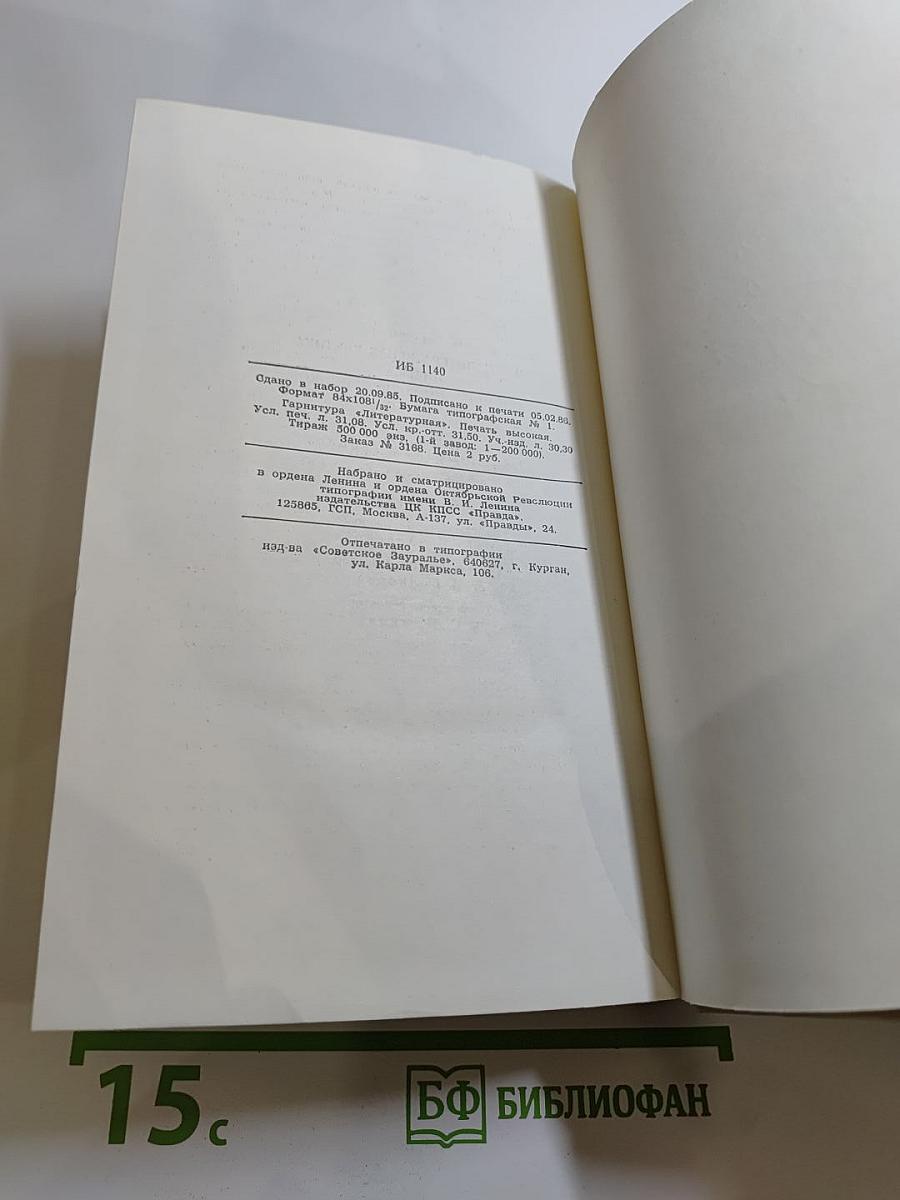 ИБ 1140
Сдано в набор 20.09.85. Подписано к печати 05.02.86.
Формат 84х108¹/₃₂. Бумага типографская № 1.
Гарнитура «Литературная». Печать высокая.
Усл. печ. л. 31,08. Усл. кр.-отт. 31,50. Уч.-изд. л. 30,30
Тираж 500 000 экз. (1-й завод: 1—200 000).
Заказ № 3168. Цена 2 руб.
Набрано и сматрицировано
в ордена Ленина и ордена Октябрьской Революции
типографии имени В. И. Ленина
издательства ЦК КПСС «Правда».
125865, ГСП, Москва, А-137, ул. «Правды», 24.
Отпечатано в типографии
изд-ва «Советское Зауралье». 640627, г. Курган,
ул. Карла Маркса, 106.
15 с
БФ БИБЛИОФАН